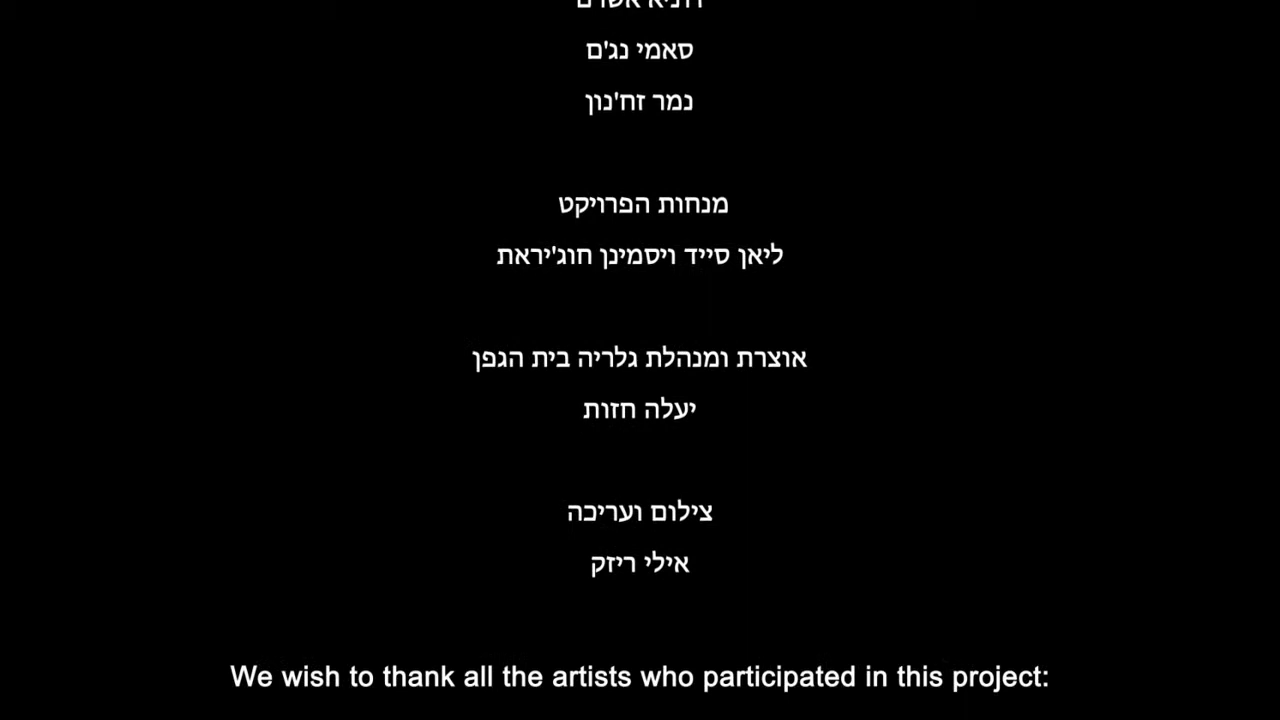 סאמי נג'ם
נמר זח'נון
מנחות הפרויקט
ליאן סייד ויסמינן חוג'יראת
אוצרת ומנהלת גלריה בית הגפן
יעלה חזות
צילום ועריכה
אילי ריזק
We wish to thank all the artists who participated in this project: